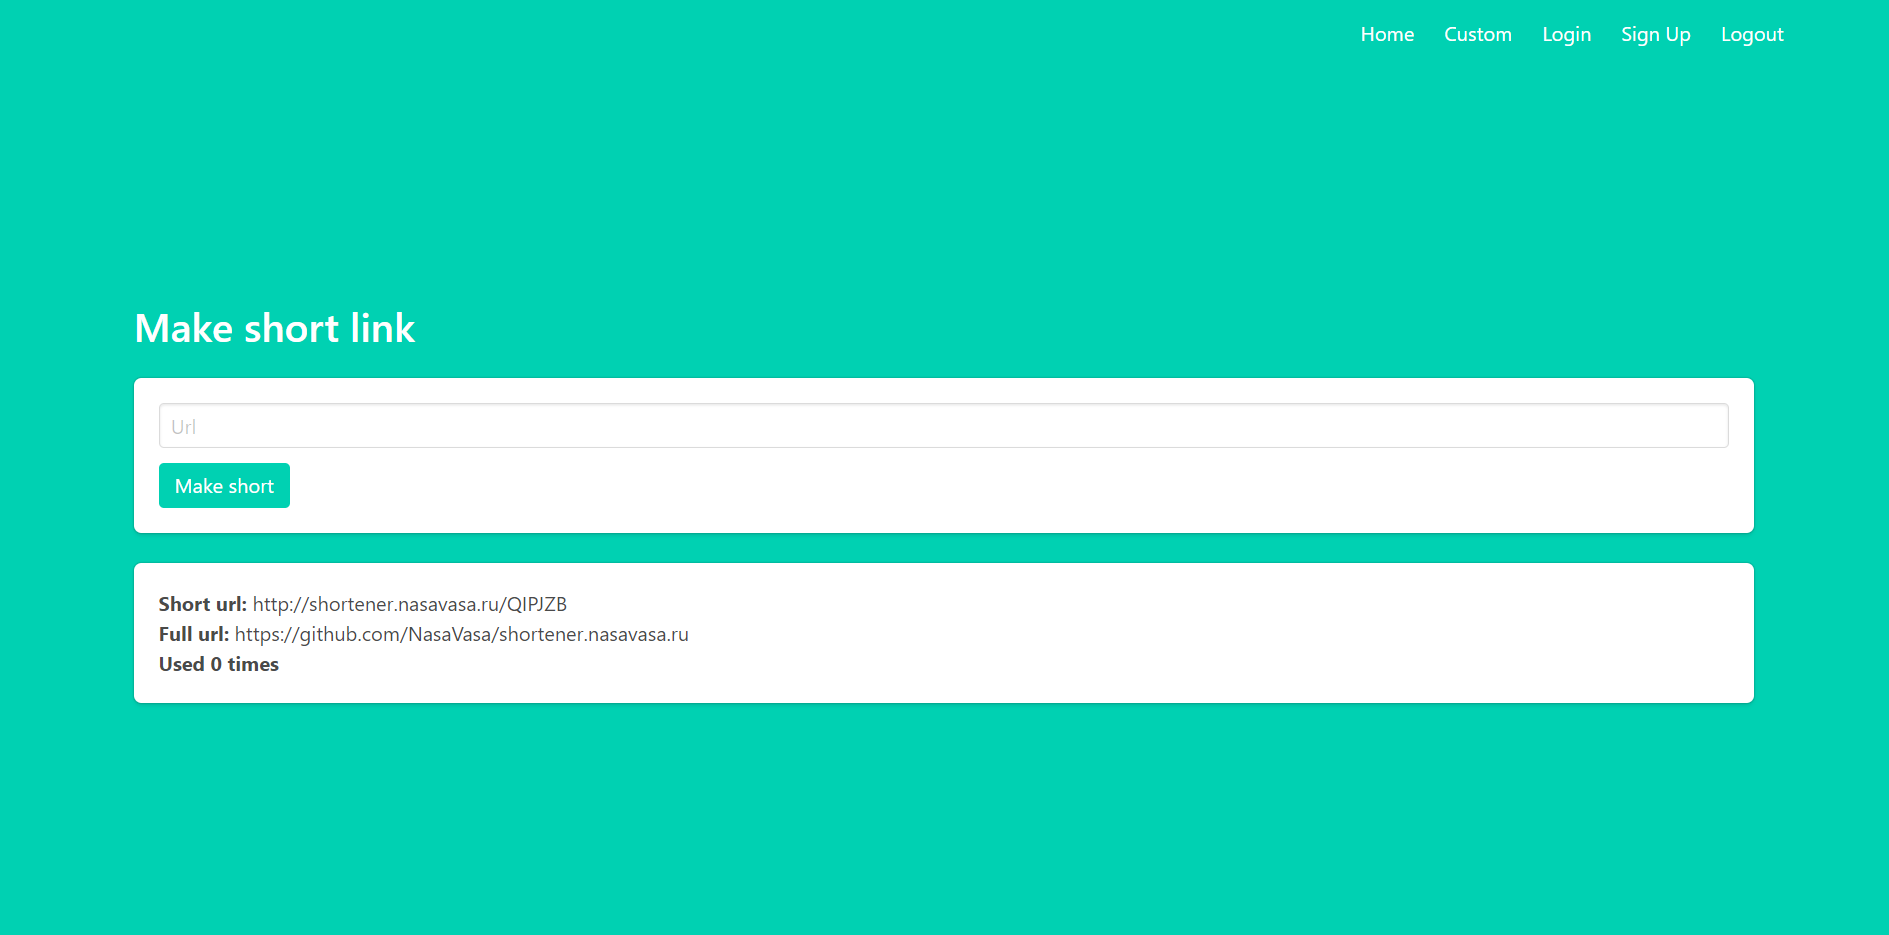 Home Custom Login Sign Up Logout
Make short link
Url
Make short
Short url: http://shortener.nasavasa.ru/QIPJZB
Full url: https://github.com/NasaVasa/shortener.nasavasa.ru
Used 0 times